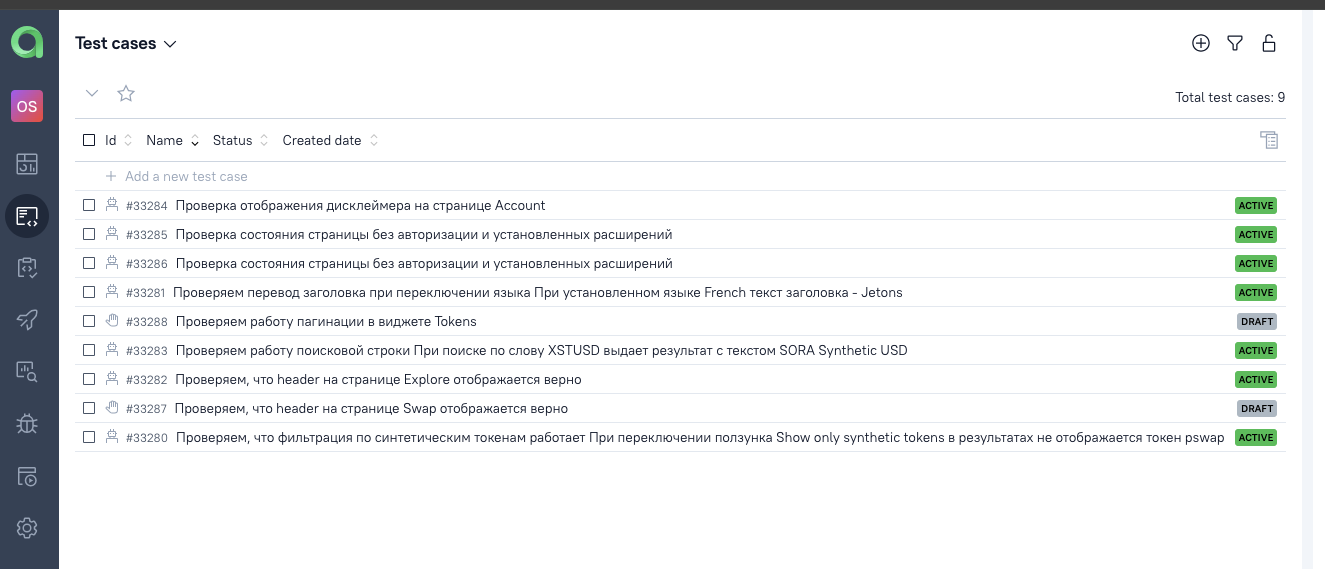 Test cases
OS
Total test cases: 9
Id Name Status Created date
Add a new test case
#33284 Проверка отображения дисклеймера на странице Account ACTIVE
#33285 Проверка состояния страницы без авторизации и установленных расширений ACTIVE
#33286 Проверка состояния страницы без авторизации и установленных расширений ACTIVE
#33281 Проверяем перевод заголовка при переключении языка При установленном языке French текст заголовка - Jetons ACTIVE
#33288 Проверяем работу пагинации в виджете Tokens DRAFT
#33283 Проверяем работу поисковой строки При поиске по слову XSTUSD выдает результат с текстом SORA Synthetic USD ACTIVE
#33282 Проверяем, что header на странице Explore отображается верно ACTIVE
#33287 Проверяем, что header на странице Swap отображается верно DRAFT
#33280 Проверяем, что фильтрация по синтетическим токенам работает При переключении ползунка Show only synthetic tokens в результатах не отображается токен pswap ACTIVE